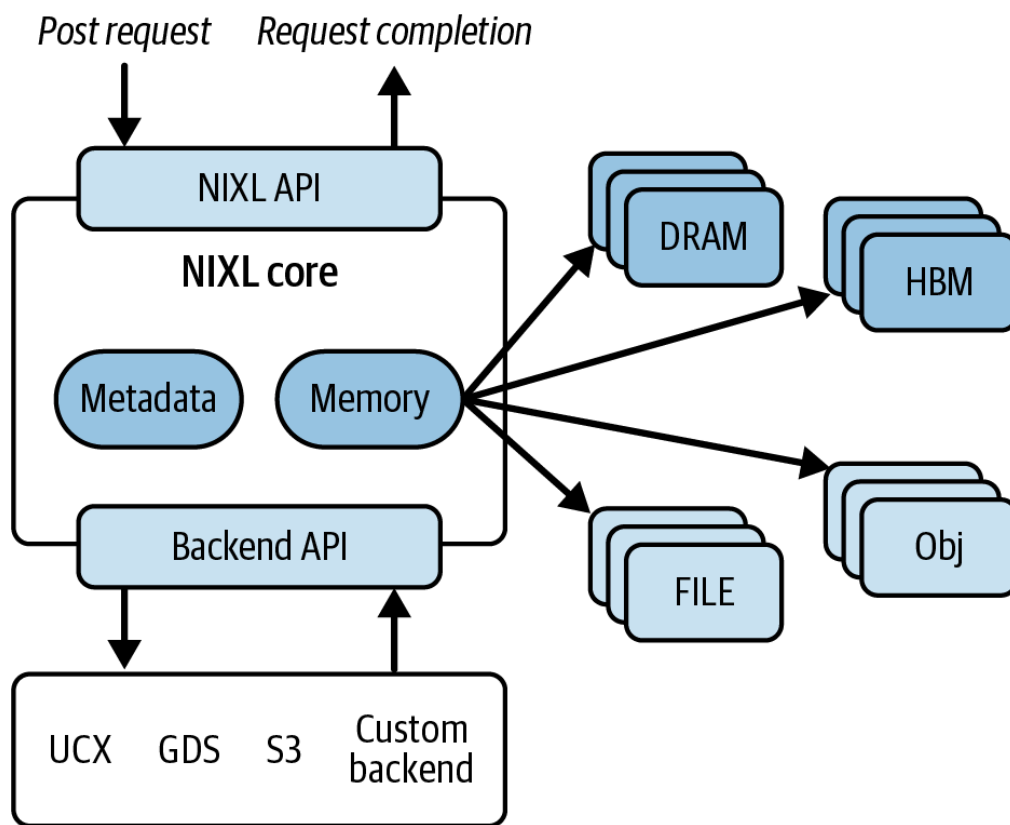 Post request
Request completion
NIXL API
NIXL core
Metadata
Memory
Backend API
UCX
GDS
S3
Custom
backend
DRAM
HBM
FILE
Obj